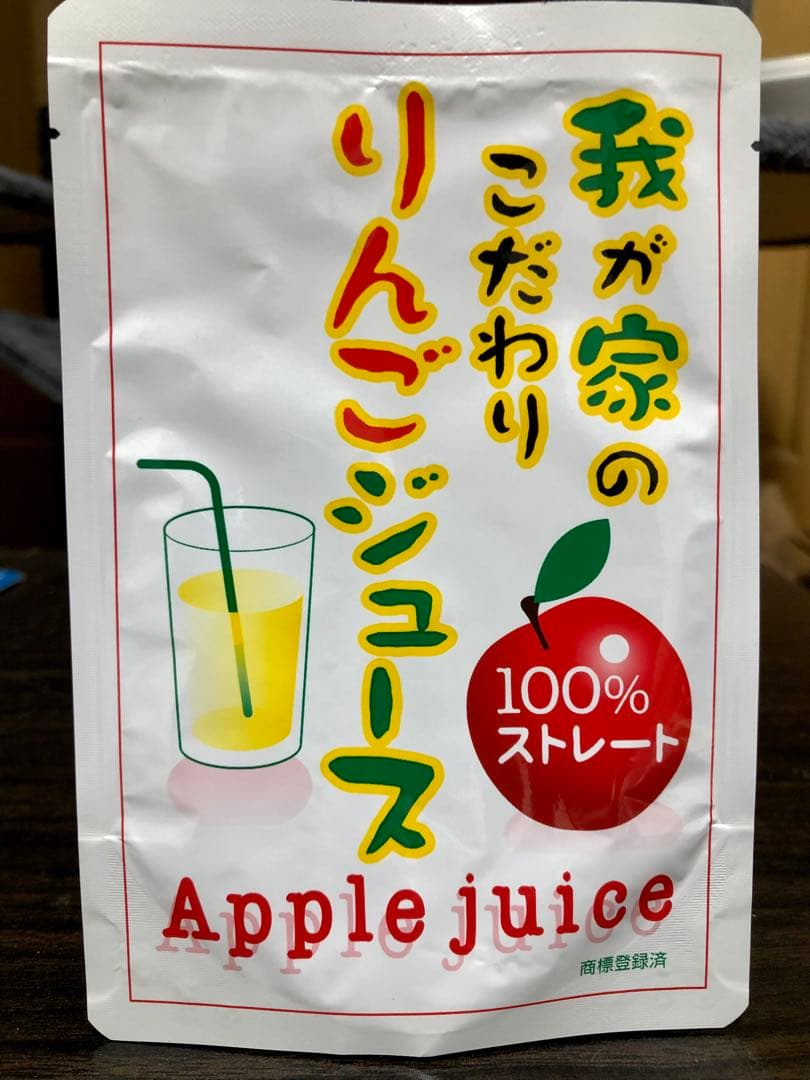 我が家の
こだわり
りんごジュース
100%
ストレート
Apple juice
商標登録済